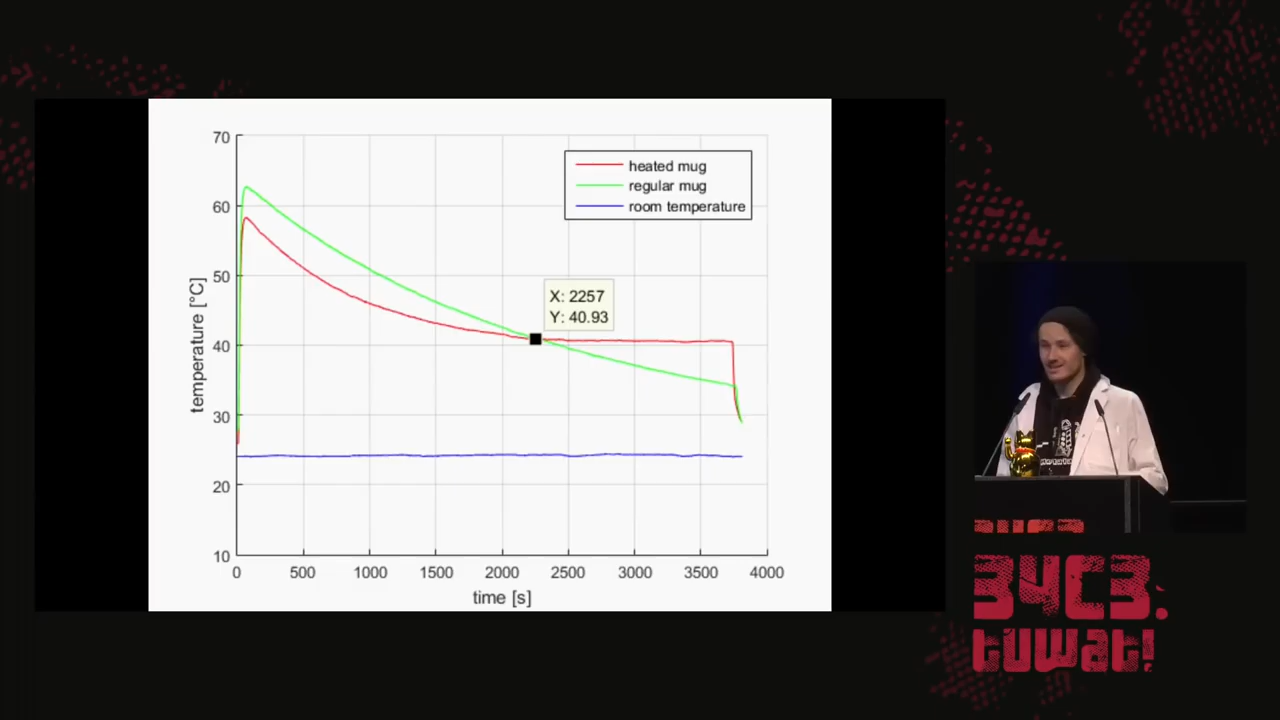 70
60
50
40
30
20
10
temperature [°C]
heated mug
regular mug
room temperature
X: 2257
Y: 40.93
0 500 1000 1500 2000 2500 3000 3500 4000
time [s]
34C3.
tuwat!